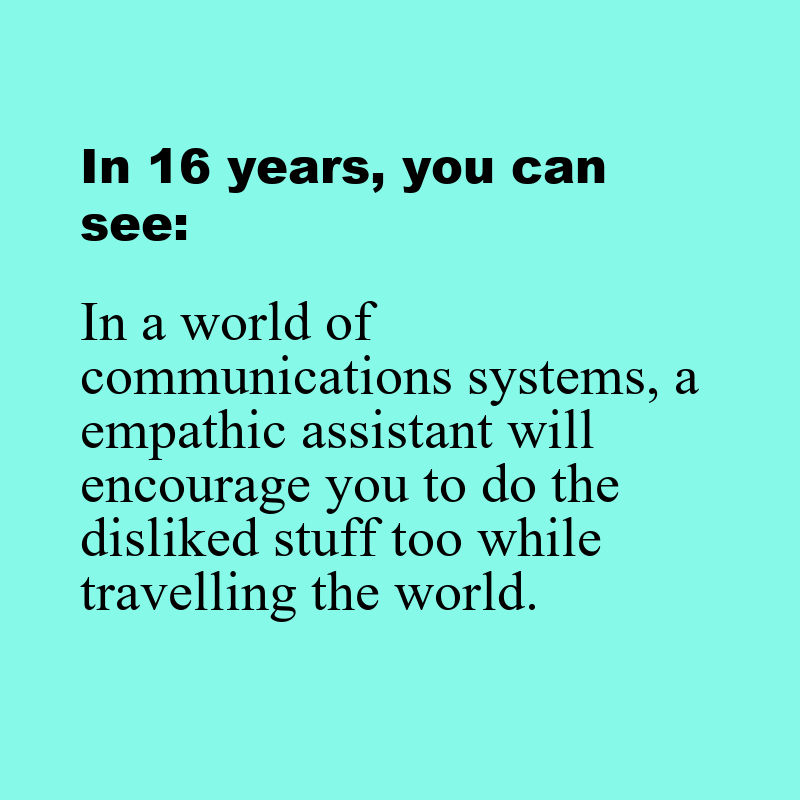 In 16 years, you can
see:
In a world of
communications systems, a
empathic assistant will
encourage you to do the
disliked stuff too while
travelling the world.